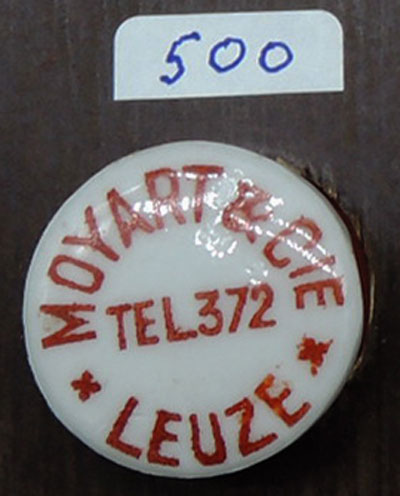 500
MOYART & CIE
TEL.372
* LEUZE *